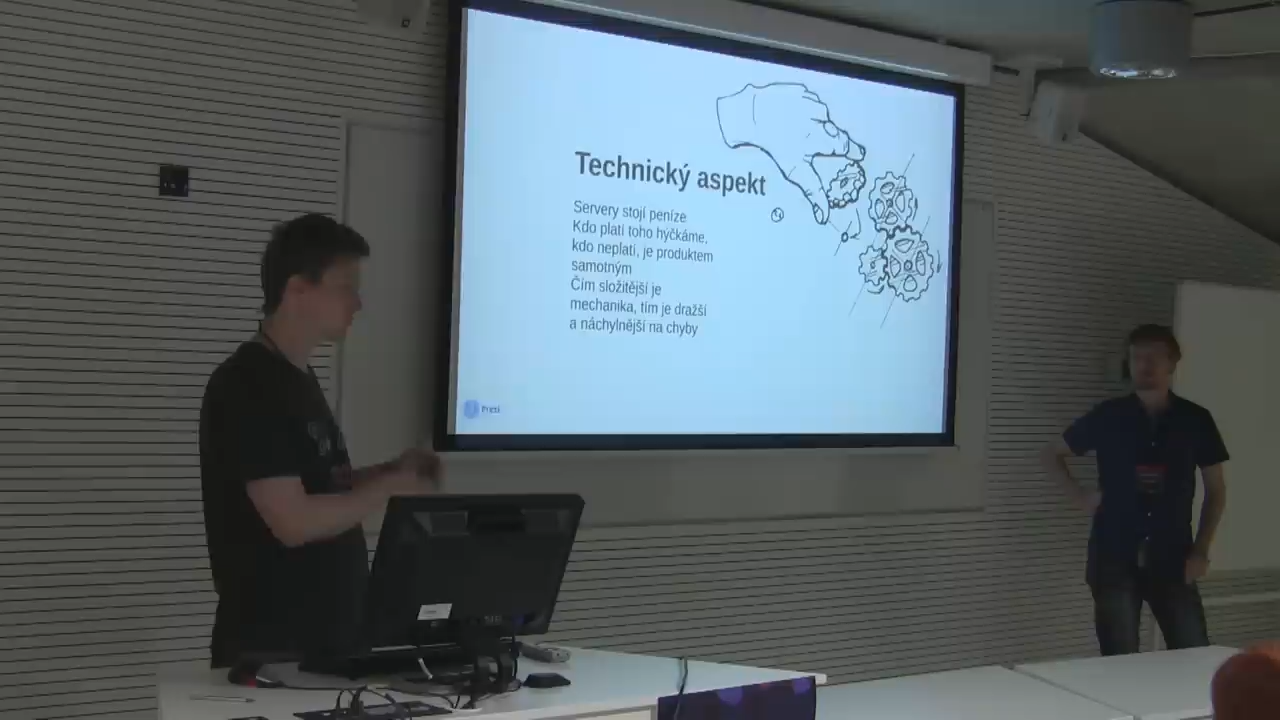 Technický aspekt
Servery stojí peníze
Kdo platí toho hýčkáme,
kdo neplatí, je produktem
samotným
Čím složitější je
mechanika, tím je dražší
a náchylnější na chyby
Prezi